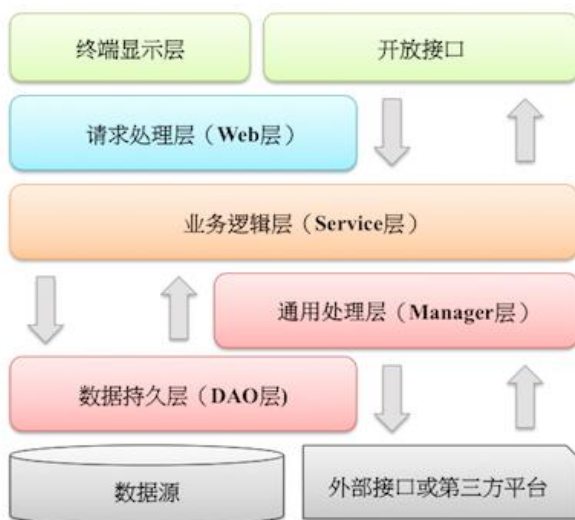 终端显示层
开放接口
请求处理层（Web层）
业务逻辑层（Service层）
通用处理层（Manager层）
数据持久层（DAO层)
数据源
外部接口或第三方平台